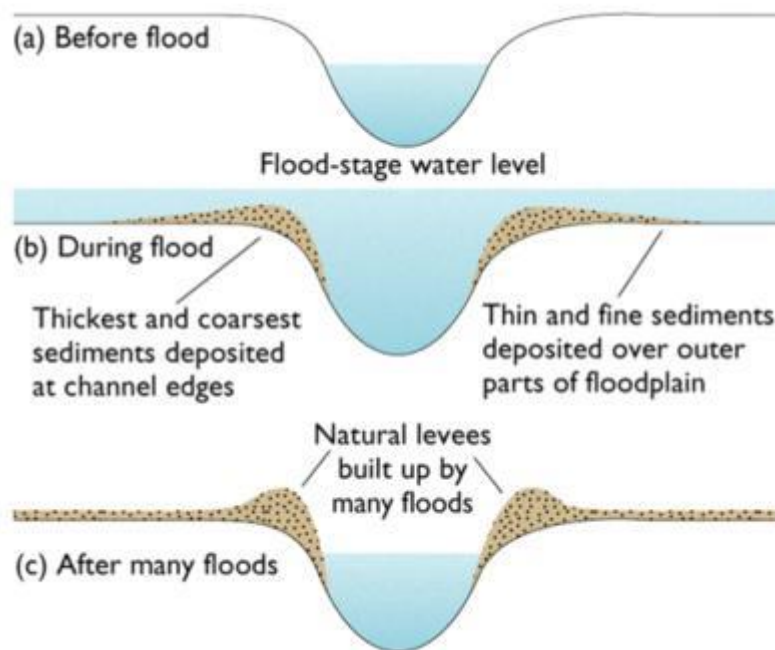 (a) Before flood
Flood-stage water level
(b) During flood
Thickest and coarsest
sediments deposited
at channel edges
Thin and fine sediments
deposited over outer
parts of floodplain
Natural levees
built up by
many floods
(c) After many floods